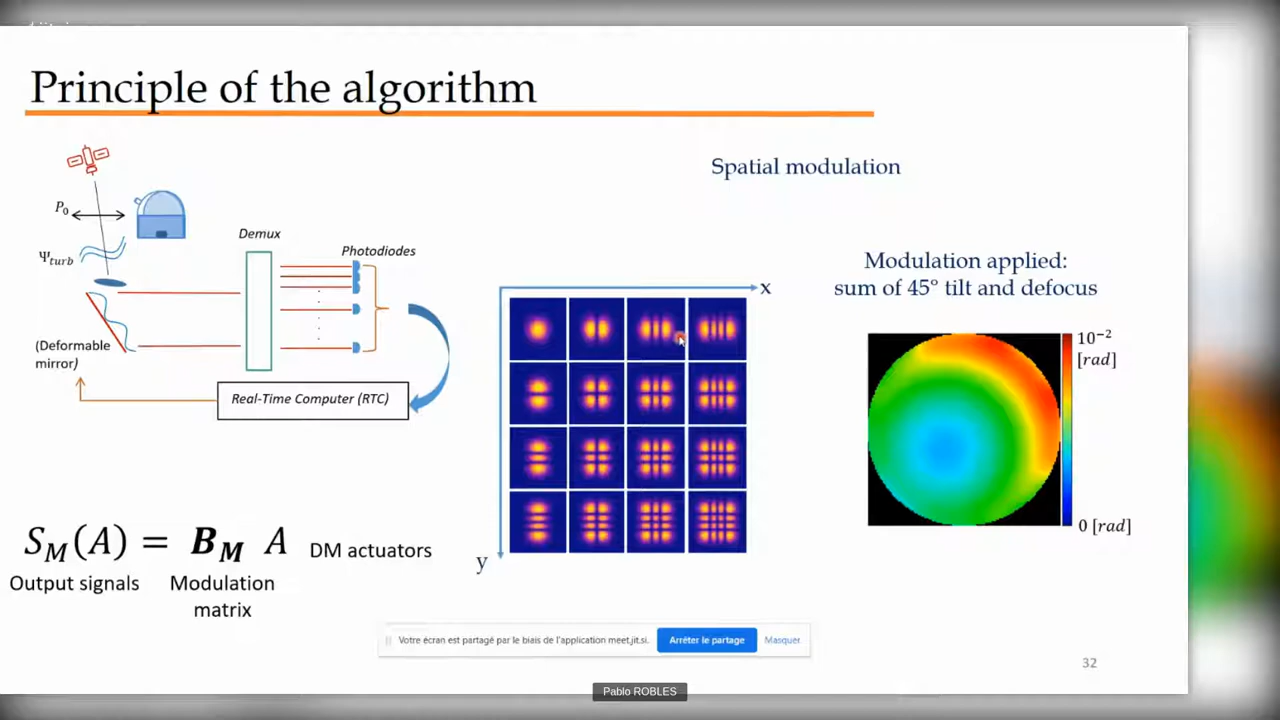 Principle of the algorithm
Spatial modulation
P₀
Ψ_turb
Demux
Photodiodes
(Deformable
mirror)
Real-Time Computer (RTC)
x
y
Modulation applied:
sum of 45° tilt and defocus
10⁻²
[rad]
0 [rad]
S_M(A) = B_M A DM actuators
Output signals Modulation
matrix
Votre écran est partagé par le biais de l'application meet.jit.si.
Arrêter le partage
Masquer
32
Pablo ROBLES